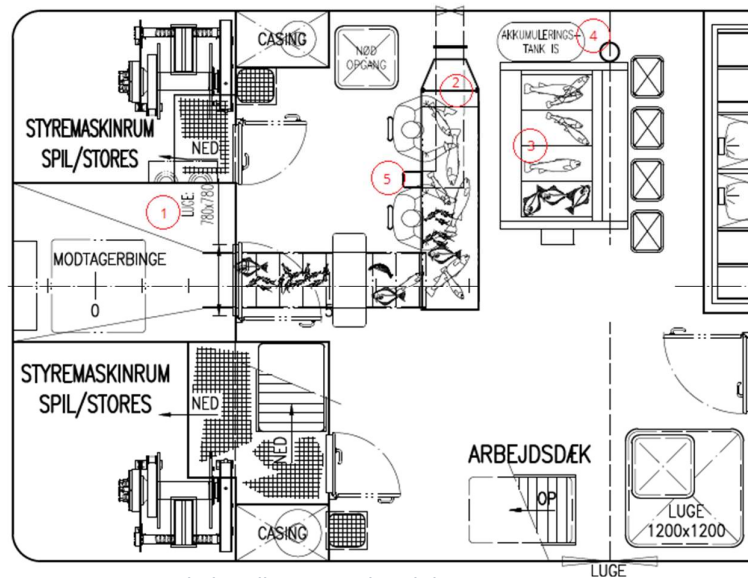 CASING
NØD
OPGANG
AKKUMULERINGS-
TANK IS
4
2
3
5
STYREMASKINRUM
SPIL/STORES
NED
1
LUGE:
780x780
MODTAGERBINGE
0
STYREMASKINRUM
SPIL/STORES
NED
NED
ARBEJDSDÆK
OP
LUGE
1200x1200
CASING
LUGE